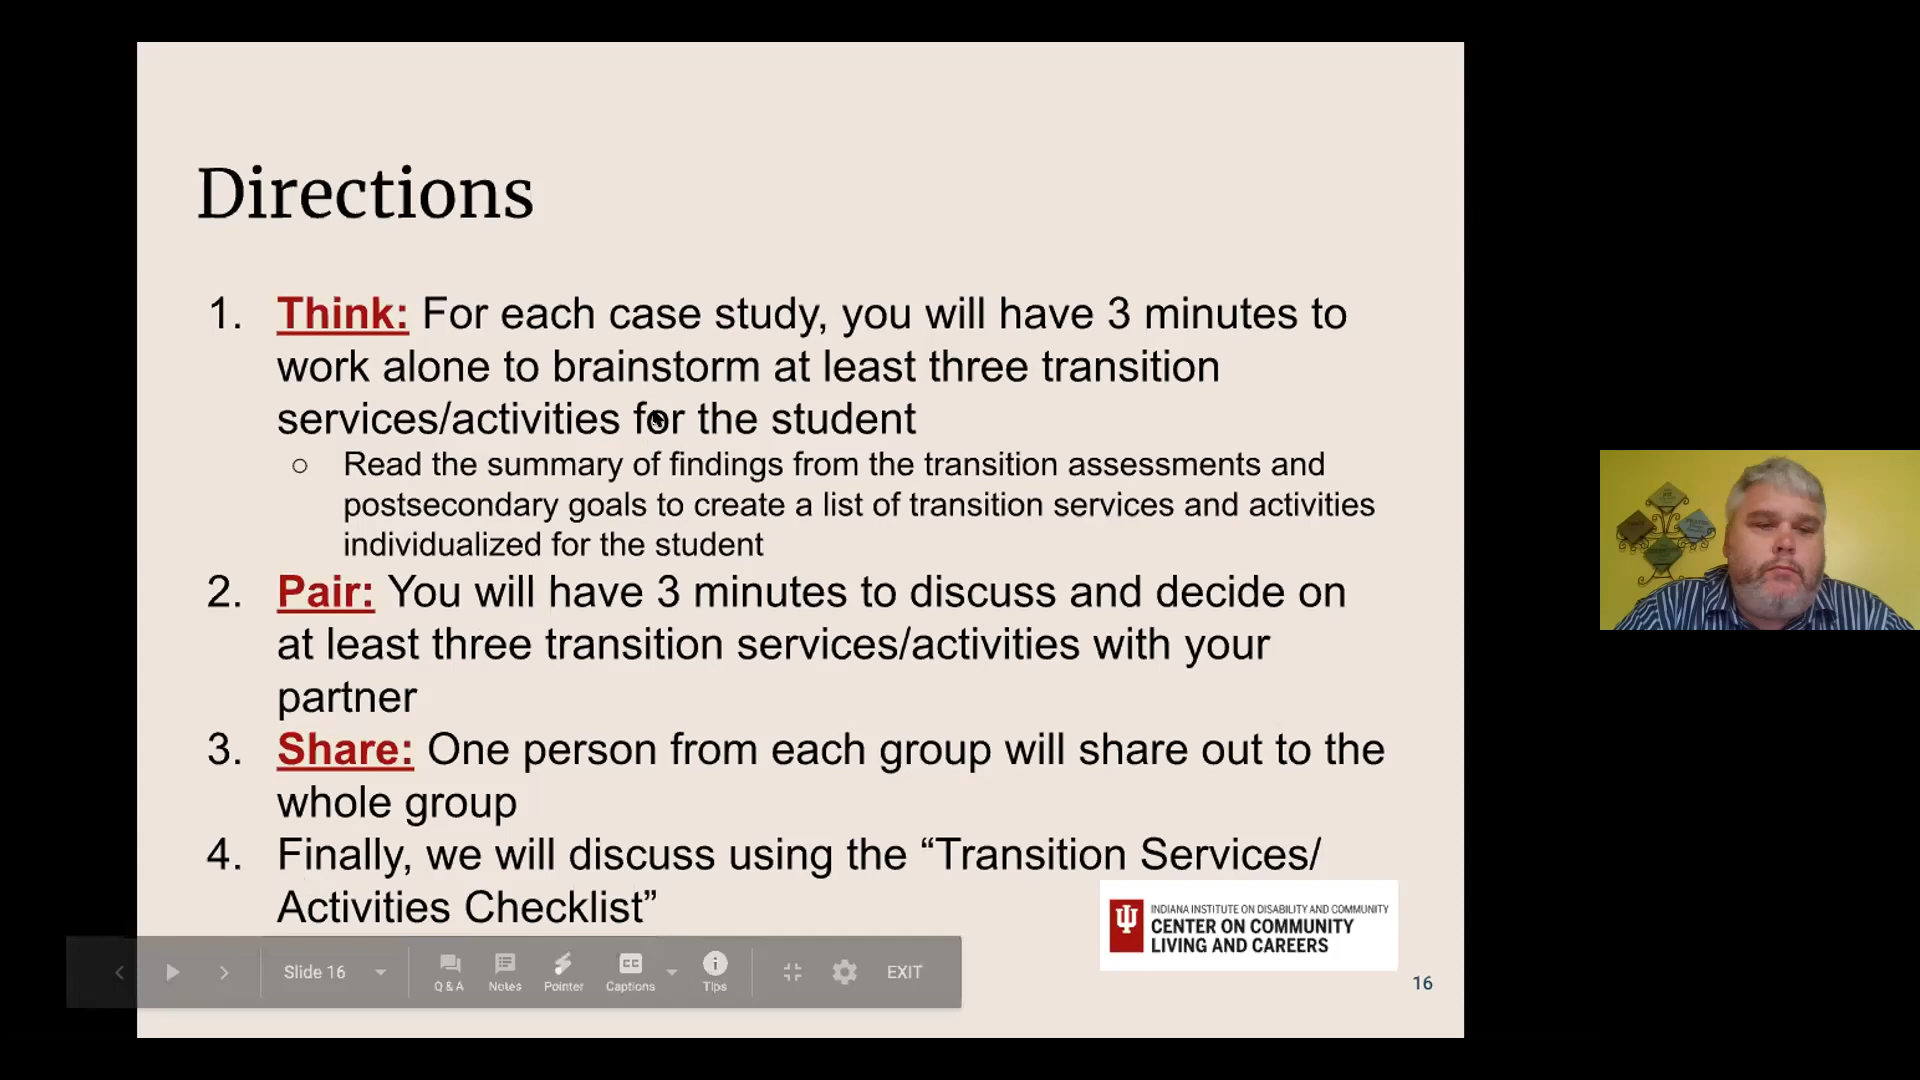 Directions
1. Think: For each case study, you will have 3 minutes to
work alone to brainstorm at least three transition
services/activities for the student
○ Read the summary of findings from the transition assessments and
postsecondary goals to create a list of transition services and activities
individualized for the student
2. Pair: You will have 3 minutes to discuss and decide on
at least three transition services/activities with your
partner
3. Share: One person from each group will share out to the
whole group
4. Finally, we will discuss using the “Transition Services/
Activities Checklist”
INDIANA INSTITUTE ON DISABILITY AND COMMUNITY
CENTER ON COMMUNITY
LIVING AND CAREERS
Slide 16
Q & A
Notes
Pointer
CC
Captions
Tips
EXIT
16